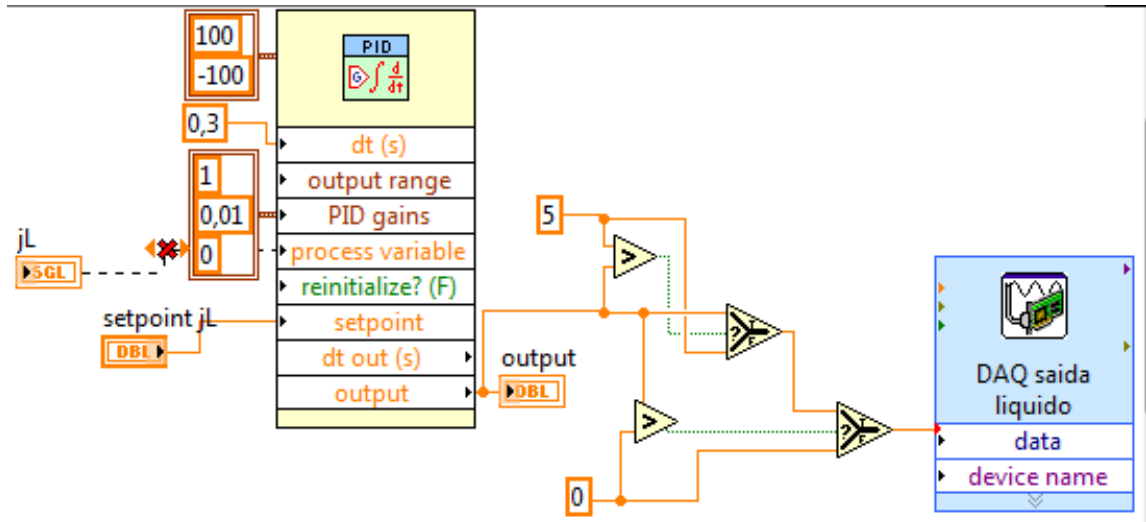 100
-100
PID
G ∫ d/dt
0,3
dt (s)
1
output range
0,01
PID gains
jL
0
process variable
SGL
reinitialize? (F)
setpoint jL
setpoint
DBL
dt out (s)
output
output
DBL
5
>
? T F
>
? T F
0
DAQ saida
liquido
data
device name